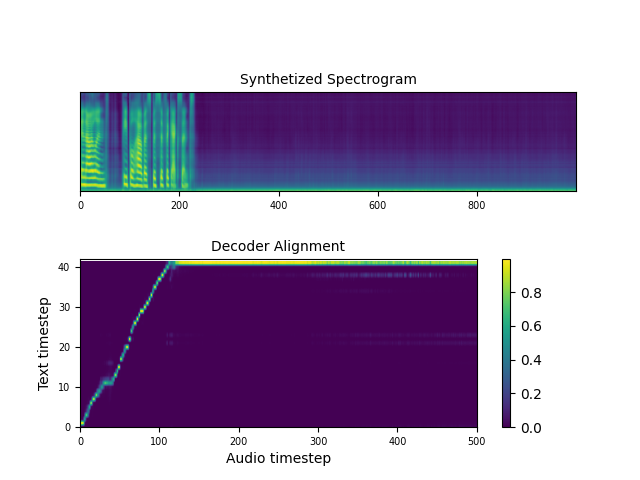 Synthetized Spectrogram
0 200 400 600 800
Decoder Alignment
Text timestep
40
30
20
10
0
0 100 200 300 400 500
Audio timestep
0.8
0.6
0.4
0.2
0.0